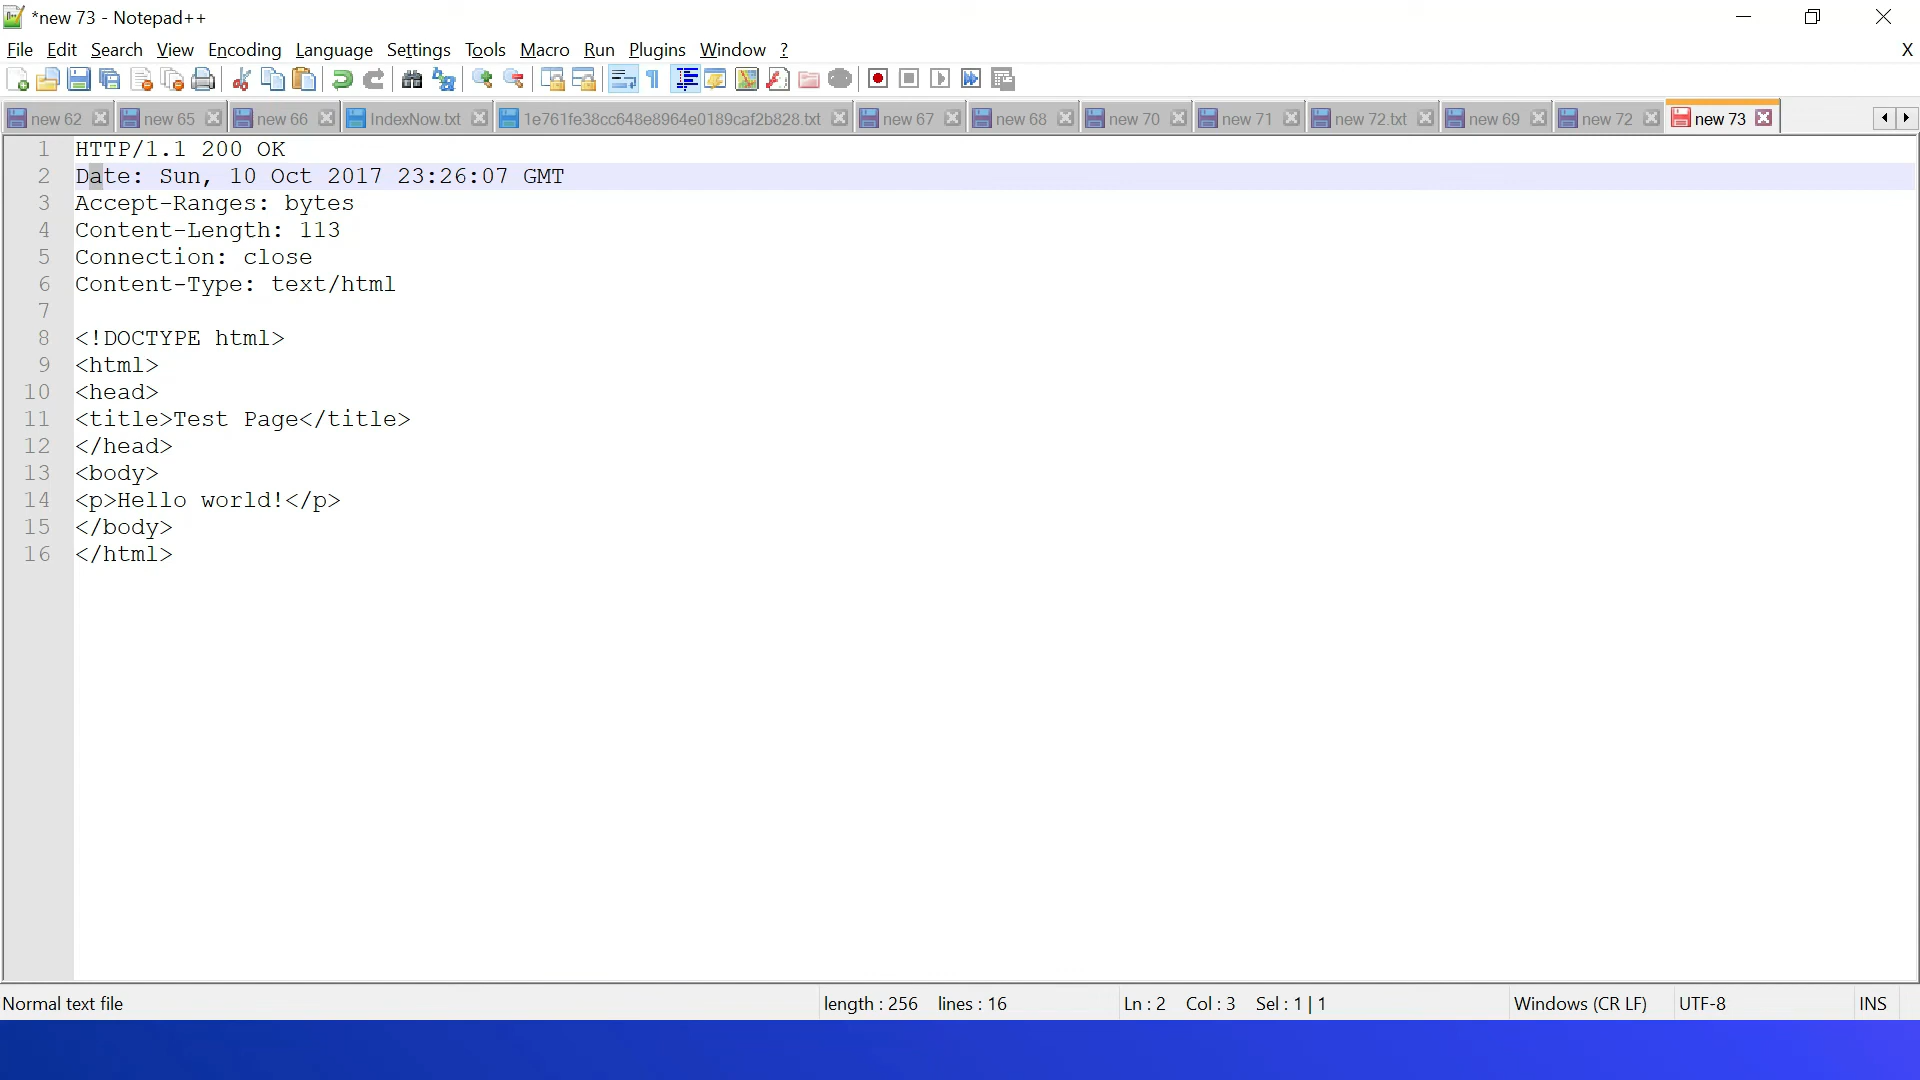 *new 73 - Notepad++
File Edit Search View Encoding Language Settings Tools Macro Run Plugins Window ? X
new 62 new 65 new 66 IndexNow.txt 1e761fe38cc648e8964e0189caf2b828.txt new 67 new 68 new 70 new 71 new 72.txt new 69 new 72 new 73
1 HTTP/1.1 200 OK
2 Date: Sun, 10 Oct 2017 23:26:07 GMT
3 Accept-Ranges: bytes
4 Content-Length: 113
5 Connection: close
6 Content-Type: text/html
7
8 <!DOCTYPE html>
9 <html>
10 <head>
11 <title>Test Page</title>
12 </head>
13 <body>
14 <p>Hello world!</p>
15 </body>
16 </html>
Normal text file length : 256 lines : 16 Ln : 2 Col : 3 Sel : 1 | 1 Windows (CR LF) UTF-8 INS